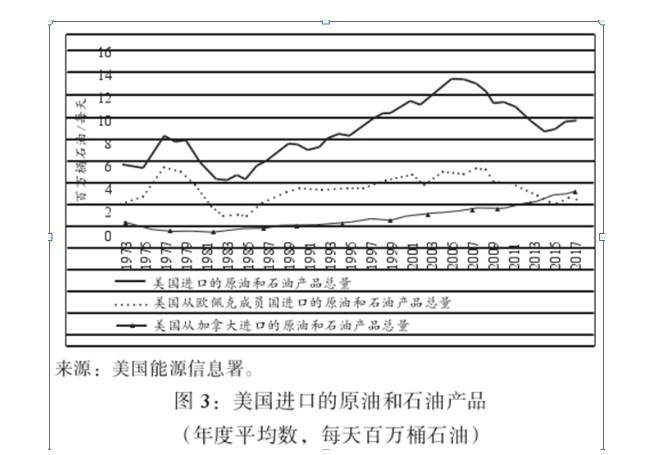 16
14
12
10
8
6
4
2
0
百万桶石油/每天
1973 1975 1977 1979 1981 1983 1985 1987 1989 1991 1993 1995 1997 1999 2001 2003 2005 2007 2009 2011 2013 2015 2017
美国进口的原油和石油产品总量
美国从欧佩克成员国进口的原油和石油产品总量
美国从加拿大进口的原油和石油产品总量
来源：美国能源信息署。
图 3：美国进口的原油和石油产品
（年度平均数，每天百万桶石油）